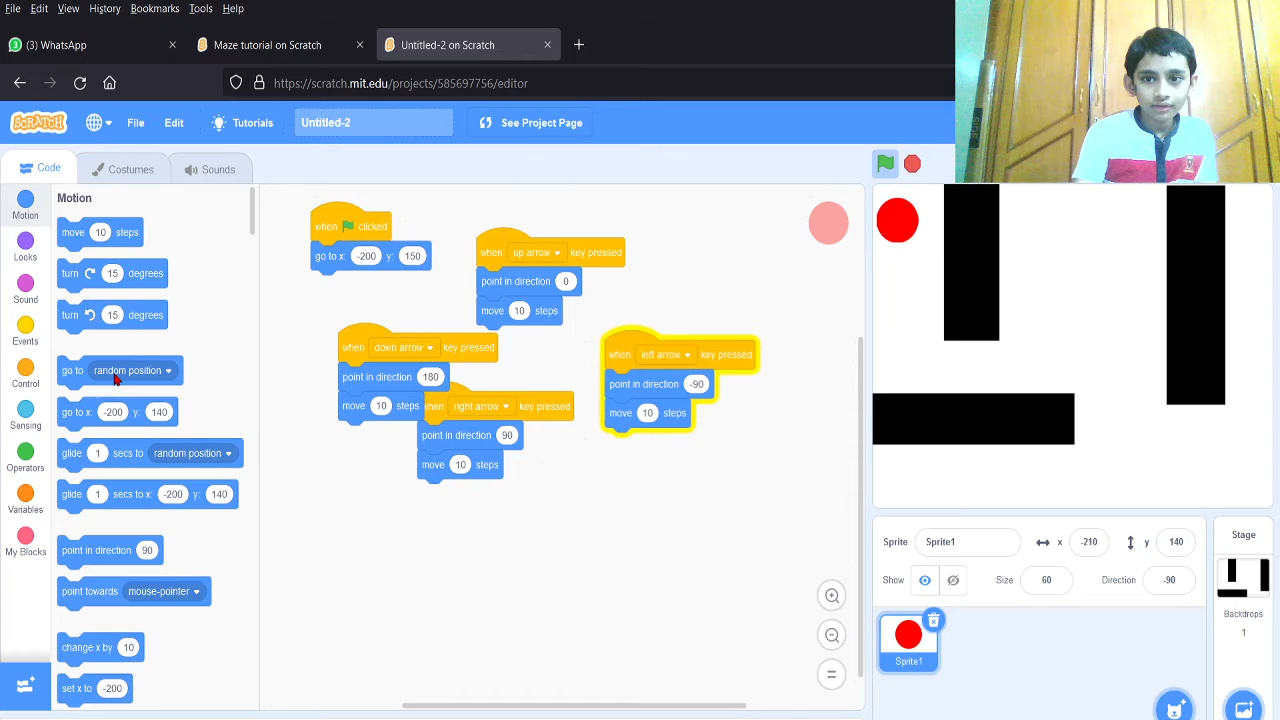 File Edit View History Bookmarks Tools Help
(3) WhatsApp
Maze tutorial on Scratch
Untitled-2 on Scratch
https://scratch.mit.edu/projects/585697756/editor
SCRATCH
File
Edit
Tutorials
Untitled-2
See Project Page
Code
Costumes
Sounds
Motion
Looks
Sound
Events
Control
Sensing
Operators
Variables
My Blocks
Motion
move 10 steps
turn 15 degrees
turn 15 degrees
go to random position
go to x: -200 y: 140
glide 1 secs to random position
glide 1 secs to x: -200 y: 140
point in direction 90
point towards mouse-pointer
change x by 10
set x to -200
when clicked
go to x: -200 y: 150
when up arrow key pressed
point in direction 0
move 10 steps
when down arrow key pressed
point in direction 180
move 10 steps
when right arrow key pressed
point in direction 90
move 10 steps
when left arrow key pressed
point in direction -90
move 10 steps
Sprite Sprite1 x -210 y 140
Show Size 60 Direction -90
Sprite1
Stage
Backdrops
1